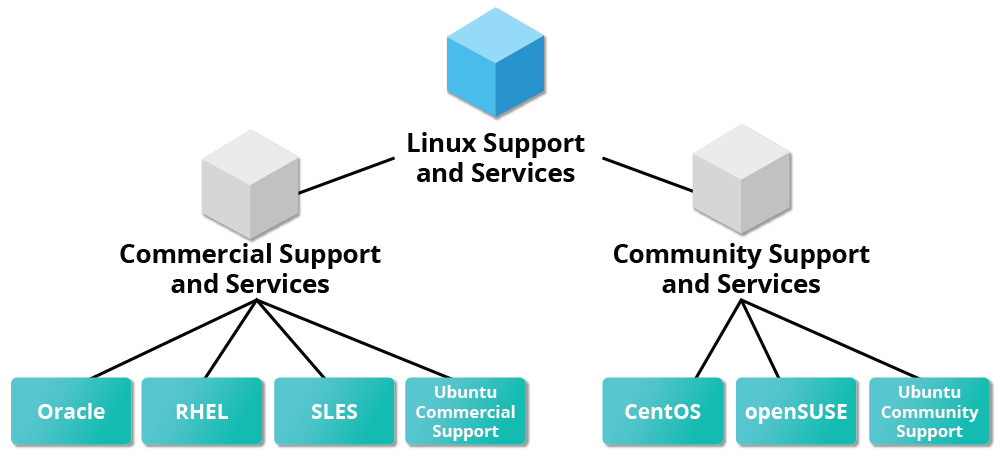 Linux Support
and Services
Commercial Support
and Services
Community Support
and Services
Oracle
RHEL
SLES
Ubuntu
Commercial
Support
CentOS
openSUSE
Ubuntu
Community
Support